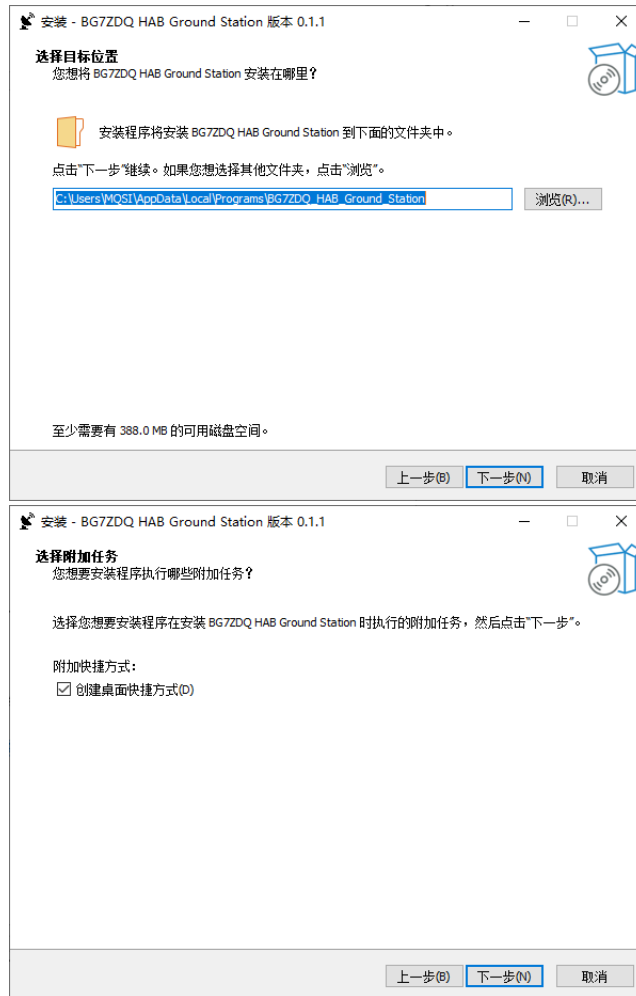 安装 - BG7ZDQ HAB Ground Station 版本 0.1.1
选择目标位置
您想将 BG7ZDQ HAB Ground Station 安装在哪里？
安装程序将安装 BG7ZDQ HAB Ground Station 到下面的文件夹中。
点击“下一步”继续。如果您想选择其他文件夹，点击“浏览”。
C:\Users\MQSI\AppData\Local\Programs\BG7ZDQ_HAB_Ground_Station
浏览(R)...
至少需要有 388.0 MB 的可用磁盘空间。
上一步(B) 下一步(N) 取消
安装 - BG7ZDQ HAB Ground Station 版本 0.1.1
选择附加任务
您想要安装程序执行哪些附加任务？
选择您想要安装程序在安装 BG7ZDQ HAB Ground Station 时执行的附加任务，然后点击“下一步”。
附加快捷方式:
创建桌面快捷方式(D)
上一步(B) 下一步(N) 取消